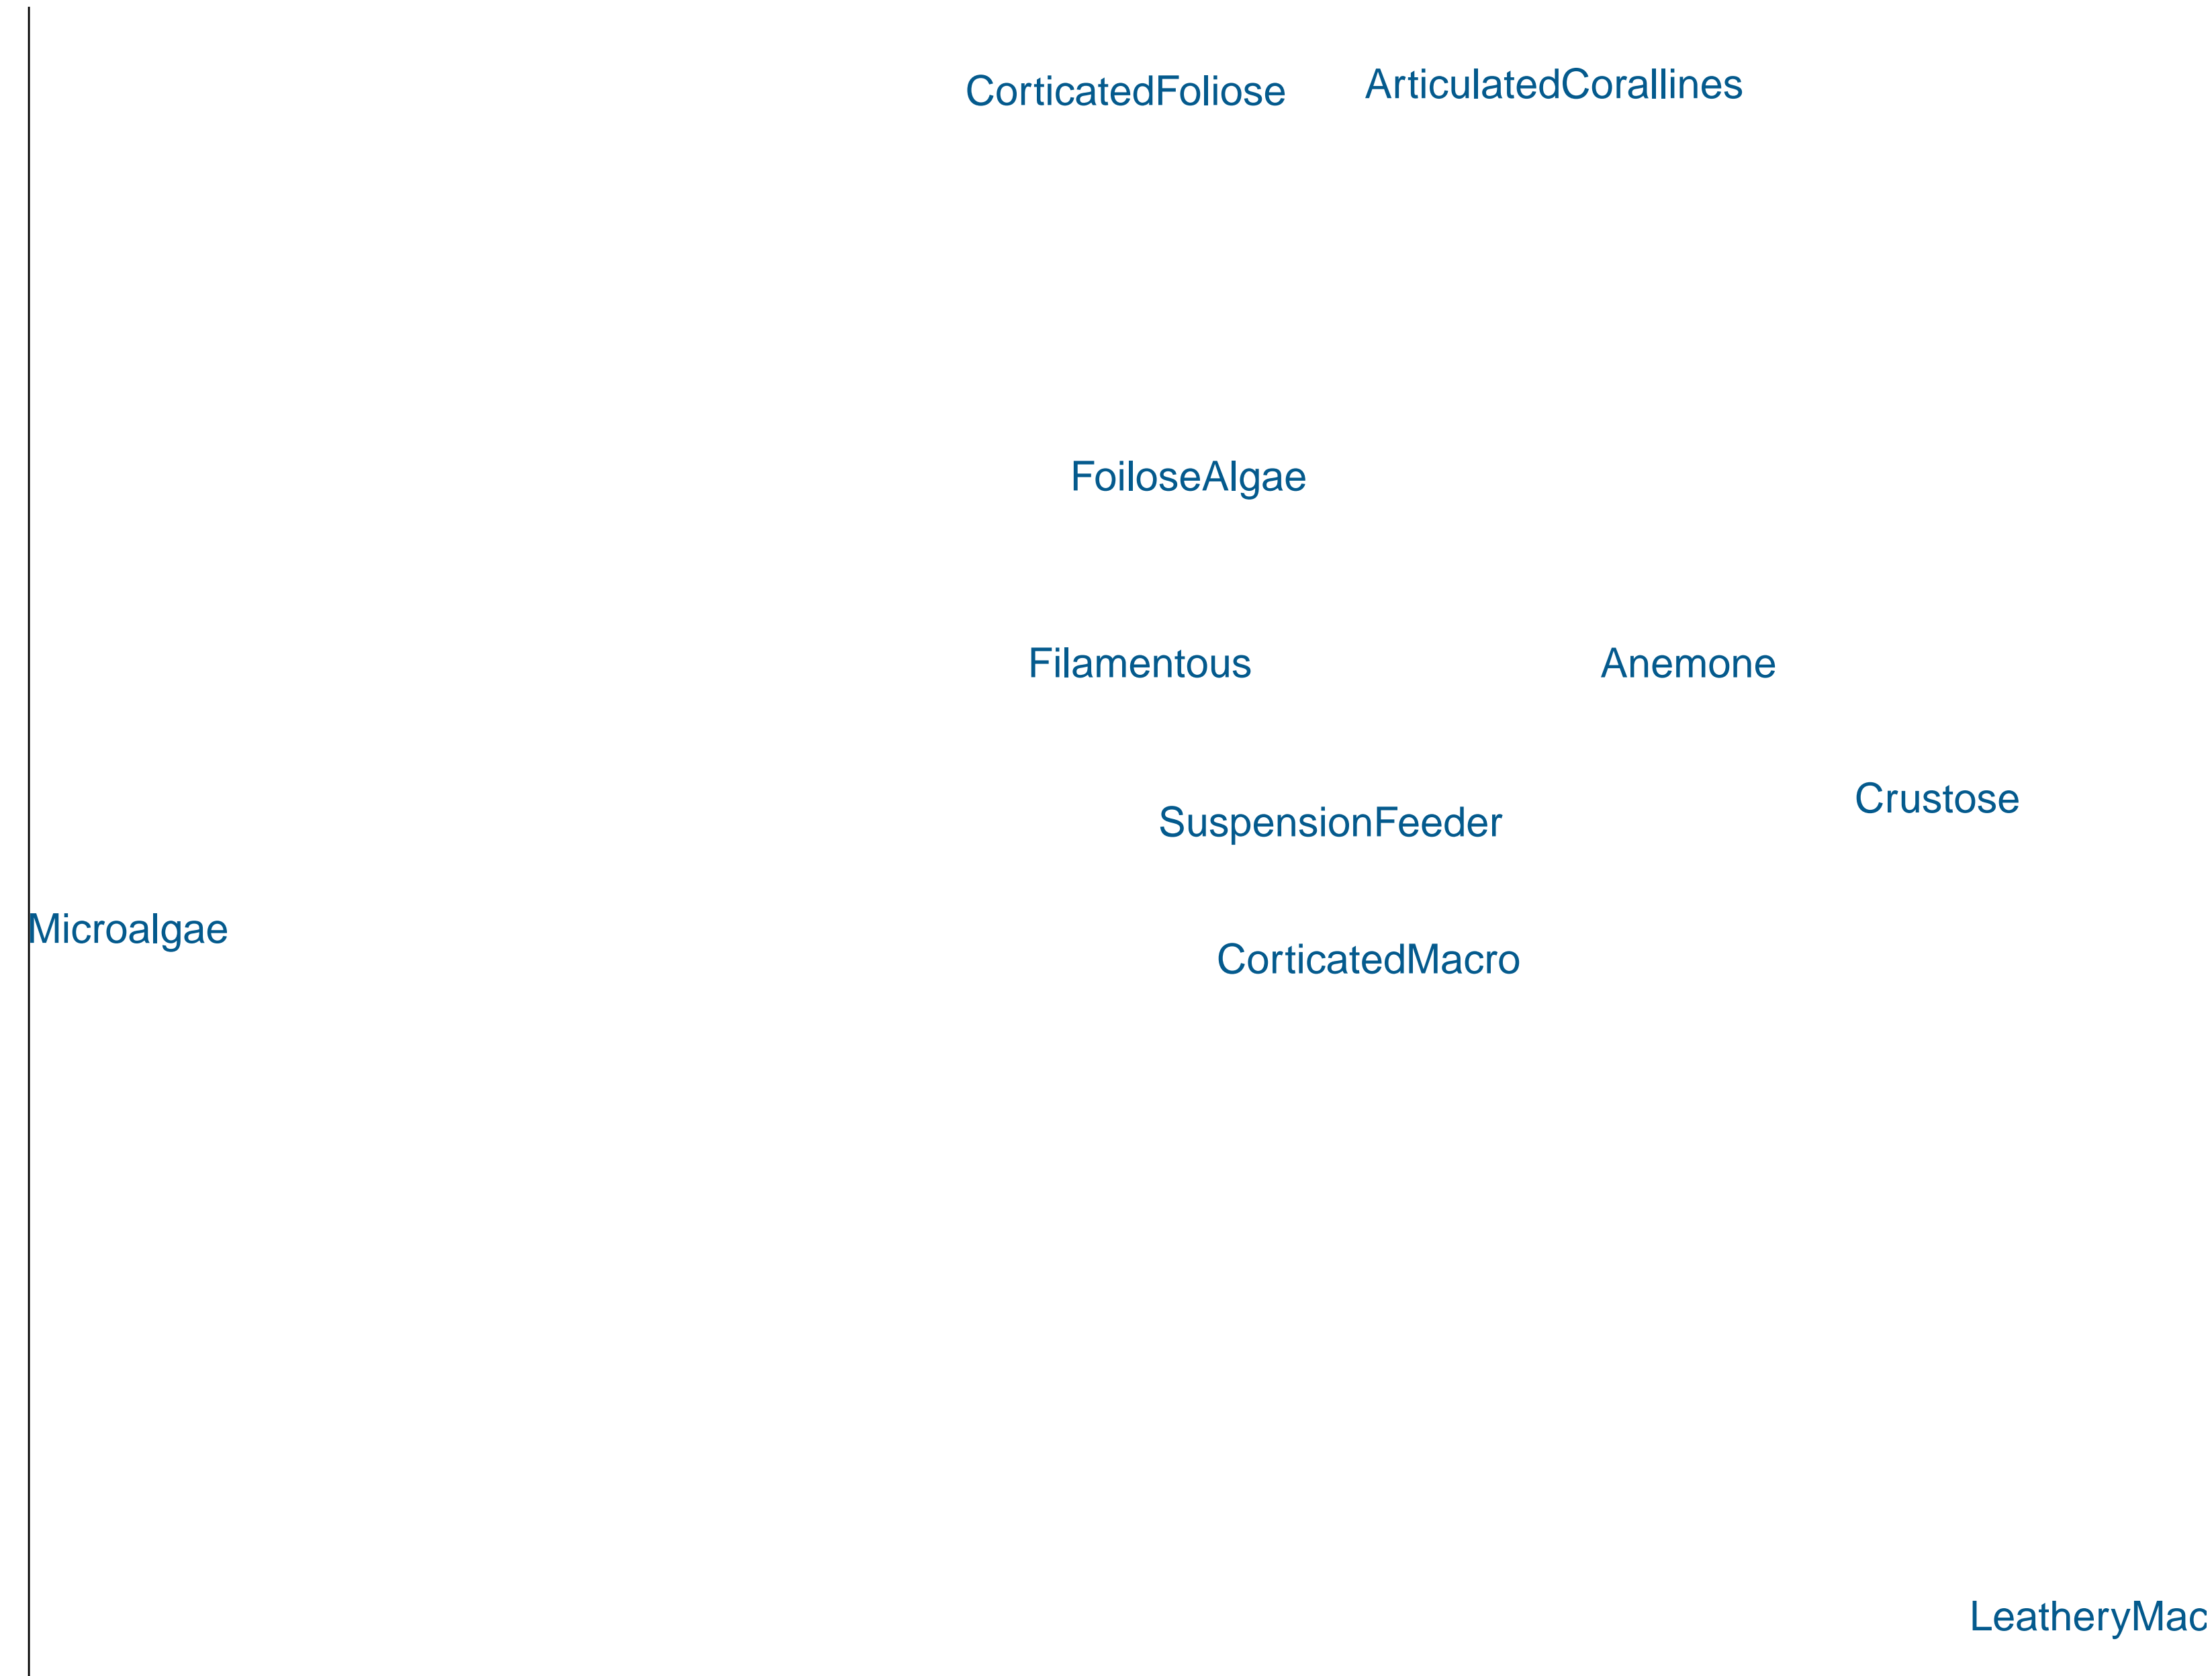 CorticatedFoliose
ArticulatedCorallines
FoiloseAlgae
Filamentous
Anemone
Crustose
SuspensionFeeder
Microalgae
CorticatedMacro
LeatheryMac